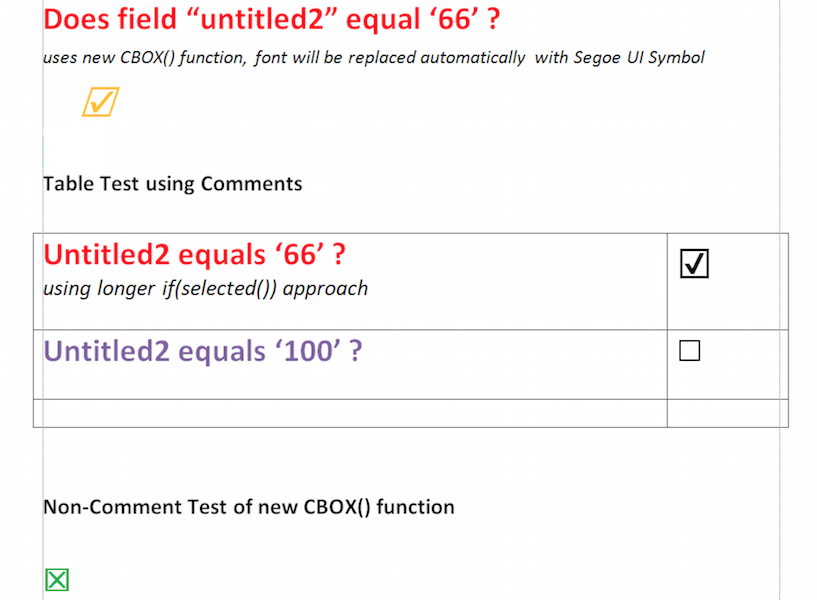 Does field “untitled2” equal ‘66’ ?
uses new CBOX() function, font will be replaced automatically with Segoe UI Symbol
☑
Table Test using Comments
Untitled2 equals ‘66’ ?
☑
using longer if(selected()) approach
Untitled2 equals ‘100’ ?
☐
Non-Comment Test of new CBOX() function
☒